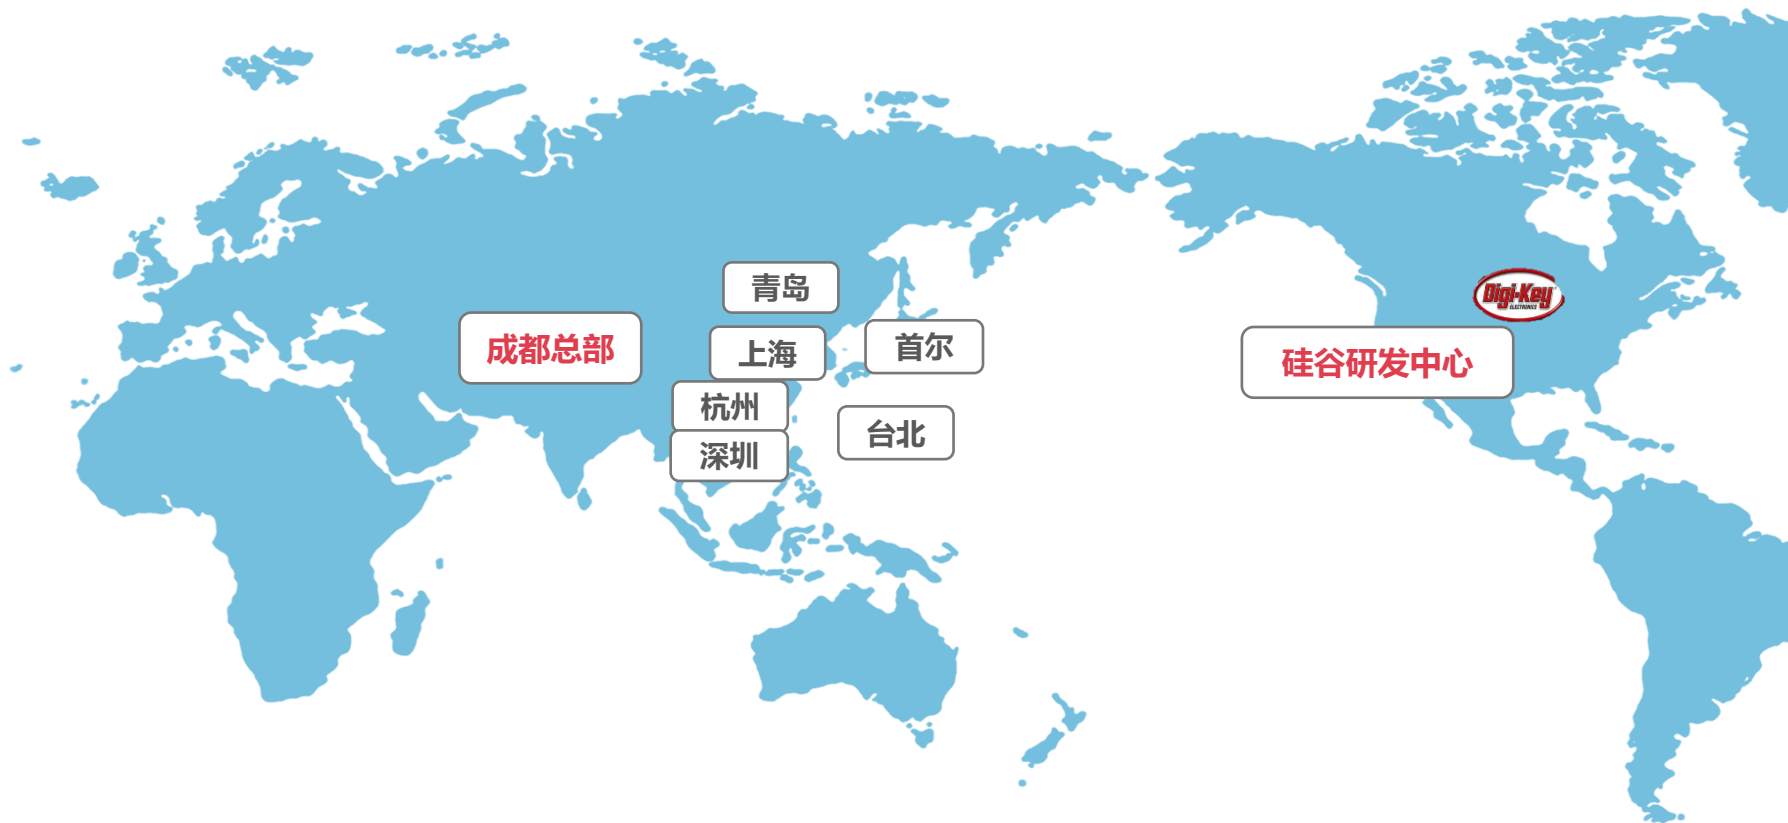 青岛
成都总部
上海
首尔
杭州
深圳
台北
Digi-Key
ELECTRONICS
硅谷研发中心